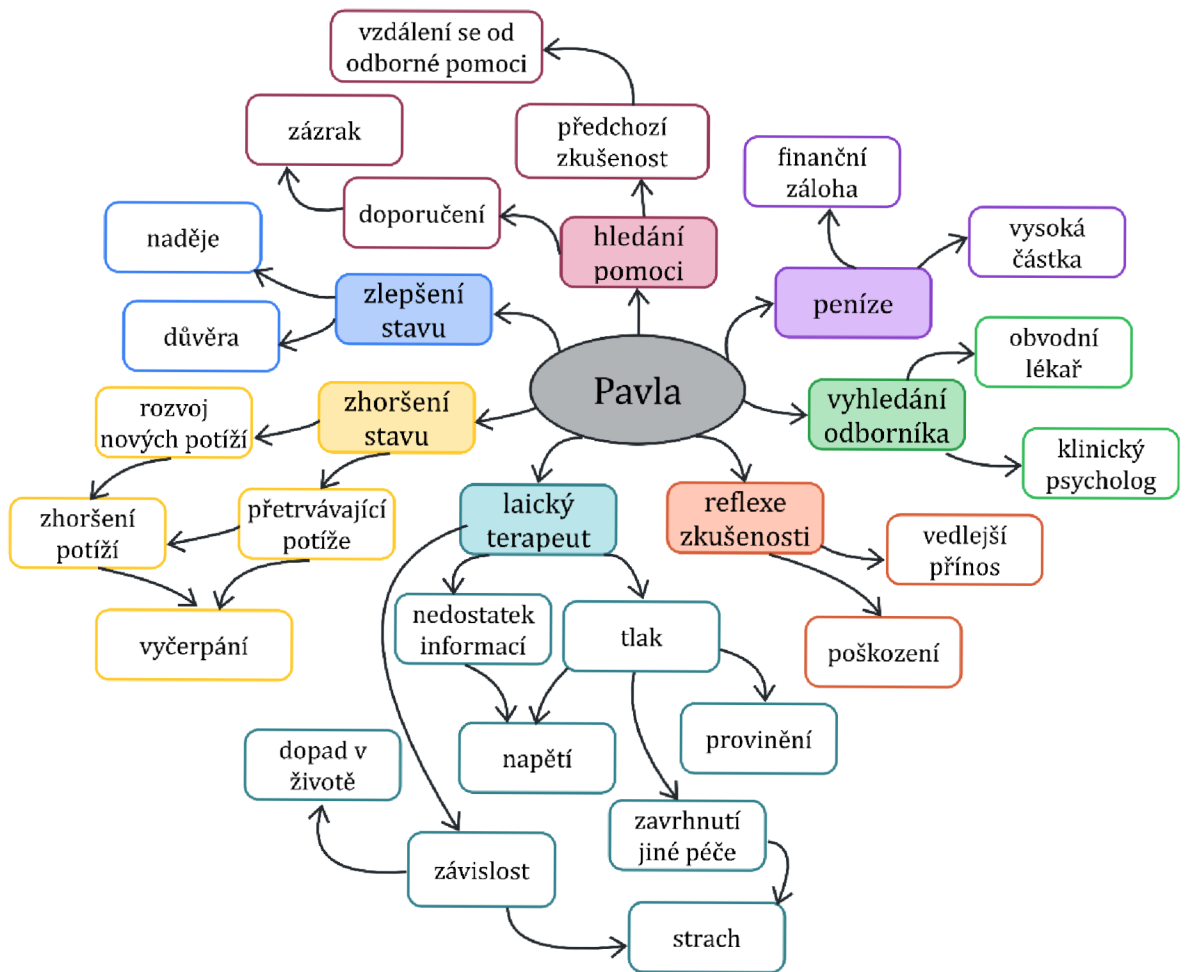 vzdálení se od
odborné pomoci
zázrak
předchozí
zkušenost
finanční
záloha
doporučení
hledání
pomoci
vysoká
částka
naděje
zlepšení
stavu
peníze
důvěra
obvodní
lékař
Pavla
rozvoj
nových potíží
zhoršení
stavu
vyhledání
odborníka
klinický
psycholog
zhoršení
potíží
přetrvávající
potíže
laický
terapeut
reflexe
zkušenosti
vedlejší
přínos
vyčerpání
nedostatek
informací
tlak
poškození
dopad v
životě
napětí
provinění
závislost
zavrhnutí
jiné péče
strach